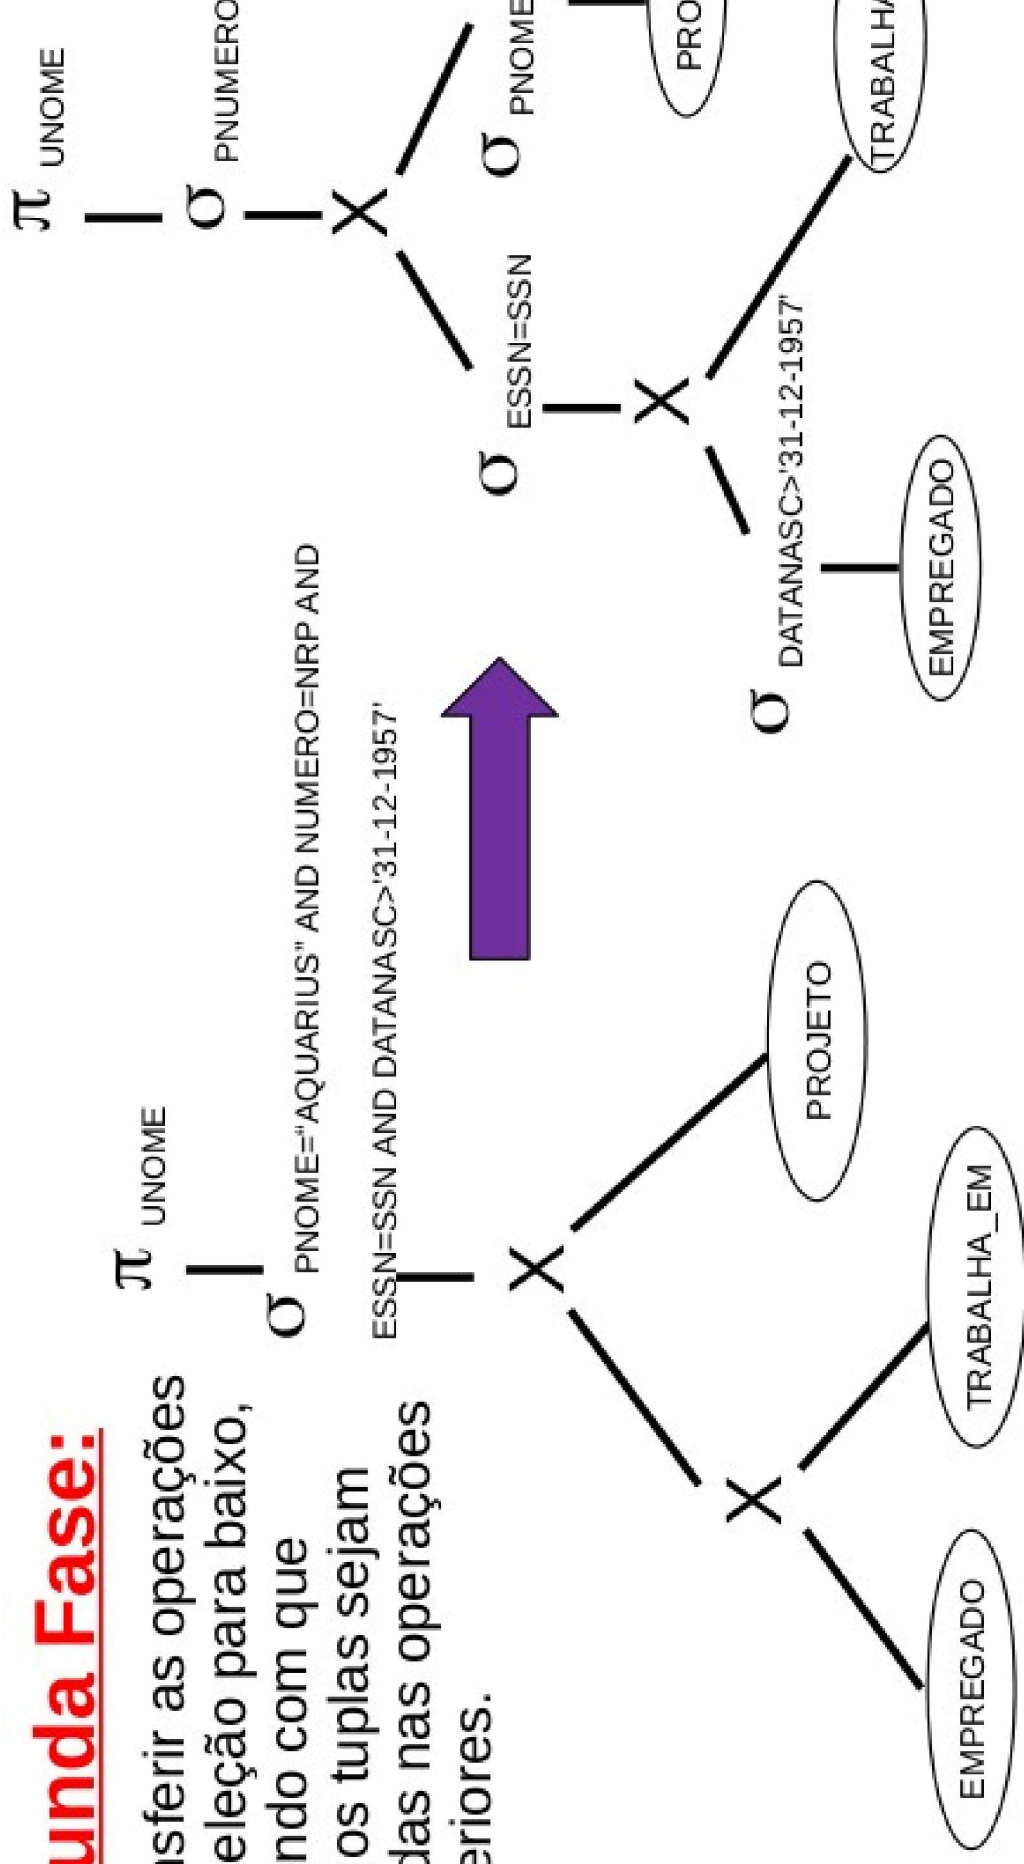 unda Fase:
nsferir as operações
eleção para baixo,
ndo com que
os tuplas sejam
das nas operações
eriores.
π UNOME
σ PNOME="AQUARIUS" AND NUMERO=NRP AND
ESSN=SSN AND DATANASC>'31-12-1957'
X
X
PROJETO
EMPREGADO
TRABALHA_EM
π UNOME
σ PNUMERO
X
σ ESSN=SSN
σ PNOME
X
PRO
σ DATANASC>'31-12-1957'
TRABALHA
EMPREGADO